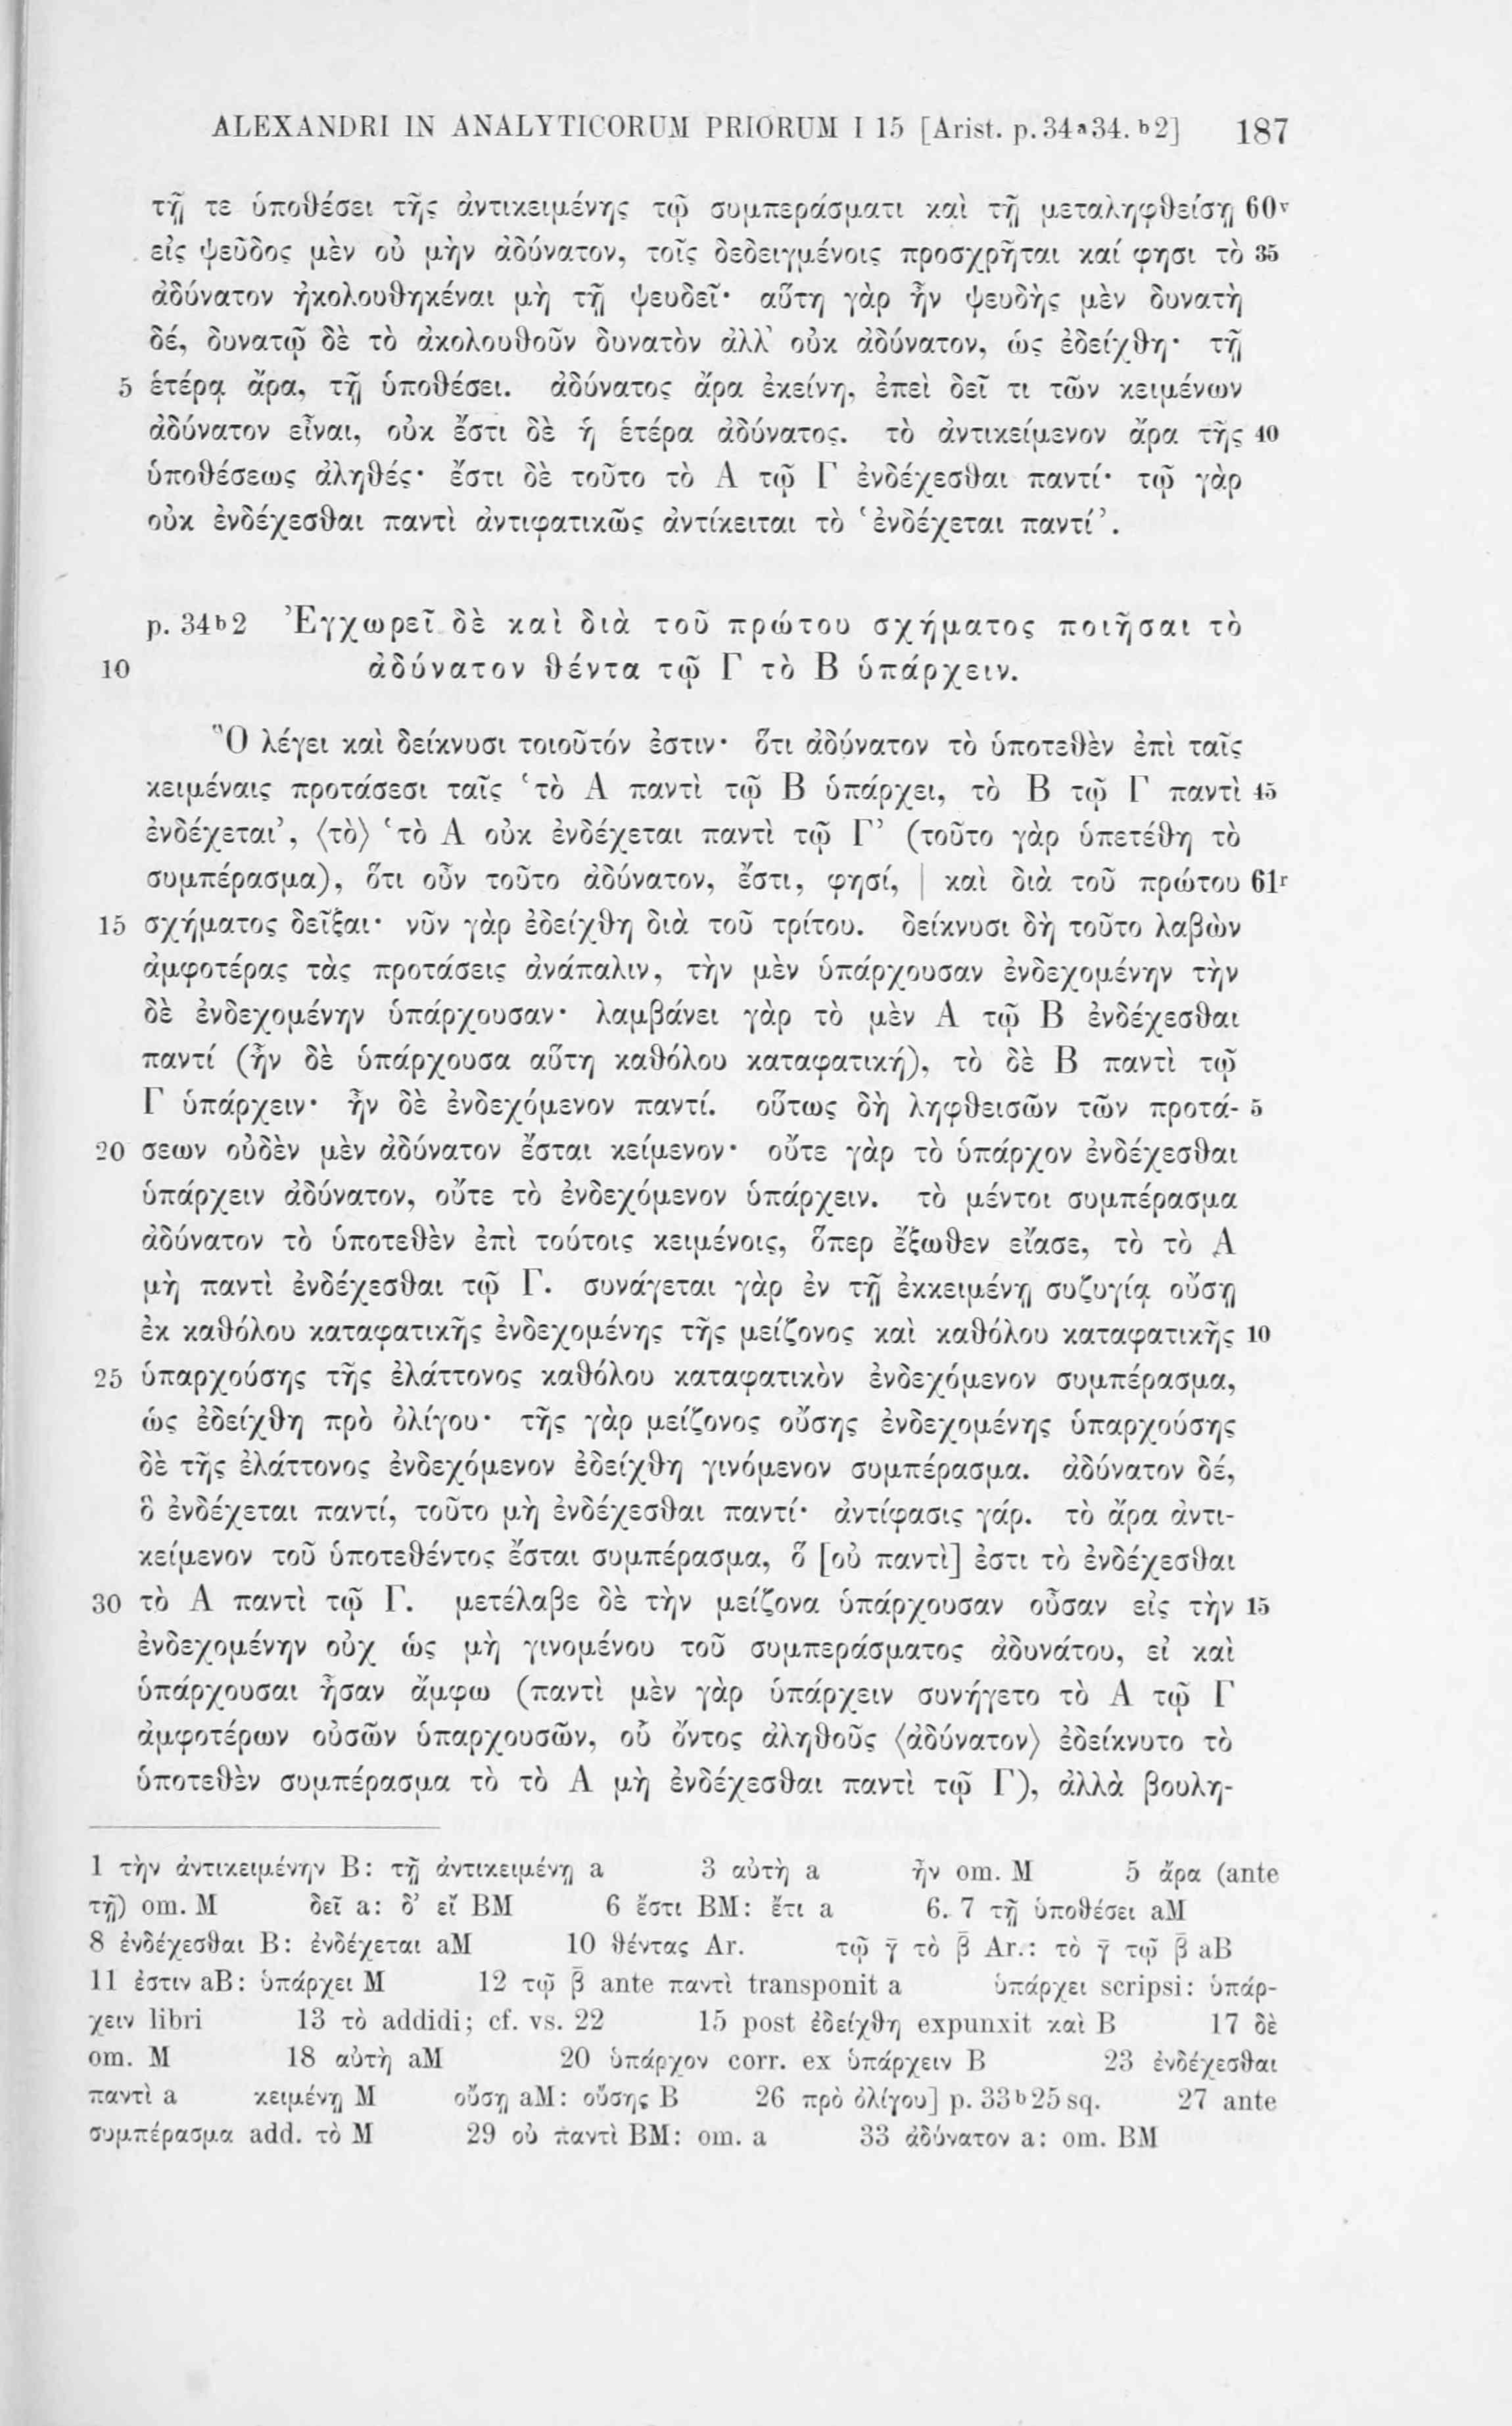 ALEXANDRI IN ANALYTICORUM PRIORUM I 15 [Arist. p. 34ª34. ᵇ2] 187
τῇ τε ὑποθέσει τῆς ἀντικειμένης τῷ συμπεράσματι καὶ τῇ μεταληφθείσῃ 60ᵛ
εἰς ψεῦδος μὲν οὐ μὴν ἀδύνατον, τοῖς δεδειγμένοις προσχρῆται καί φησι τὸ 35
ἀδύνατον ἠκολουθηκέναι μὴ τῇ ψευδεῖ· αὕτη γὰρ ἦν ψευδὴς μὲν δυνατὴ
δέ, δυνατῷ δὲ τὸ ἀκολουθοῦν δυνατὸν ἀλλ’ οὐκ ἀδύνατον, ὡς ἐδείχθη· τῇ
5 ἑτέρᾳ ἄρα, τῇ ὑποθέσει. ἀδύνατος ἄρα ἐκείνη, ἐπεὶ δεῖ τι τῶν κειμένων
ἀδύνατον εἶναι, οὐκ ἔστι δὲ ἡ ἑτέρα ἀδύνατος. τὸ ἀντικείμενον ἄρα τῆς 40
ὑποθέσεως ἀληθές· ἔστι δὲ τοῦτο τὸ Α τῷ Γ ἐνδέχεσθαι παντί· τῷ γὰρ
οὐκ ἐνδέχεσθαι παντὶ ἀντιφατικῶς ἀντίκειται τὸ ‘ἐνδέχεται παντί’.
p. 34ᵇ2 Ἐγχωρεῖ δὲ καὶ διὰ τοῦ πρώτου σχήματος ποιῆσαι τὸ
10 ἀδύνατον θέντα τῷ Γ τὸ Β ὑπάρχειν.
Ὃ λέγει καὶ δείκνυσι τοιοῦτόν ἐστιν· ὅτι ἀδύνατον τὸ ὑποτεθὲν ἐπὶ ταῖς
κειμέναις προτάσεσι ταῖς ‘τὸ Α παντὶ τῷ Β ὑπάρχει, τὸ Β τῷ Γ παντὶ 45
ἐνδέχεται’, ⟨τὸ⟩ ‘τὸ Α οὐκ ἐνδέχεται παντὶ τῷ Γ’ (τοῦτο γὰρ ὑπετέθη τὸ
συμπέρασμα), ὅτι οὖν τοῦτο ἀδύνατον, ἔστι, φησί, | καὶ διὰ τοῦ πρώτου 61ʳ
15 σχήματος δεῖξαι· νῦν γὰρ ἐδείχθη διὰ τοῦ τρίτου. δείκνυσι δὴ τοῦτο λαβὼν
ἀμφοτέρας τὰς προτάσεις ἀνάπαλιν, τὴν μὲν ὑπάρχουσαν ἐνδεχομένην τὴν
δὲ ἐνδεχομένην ὑπάρχουσαν· λαμβάνει γὰρ τὸ μὲν Α τῷ Β ἐνδέχεσθαι
παντί (ἦν δὲ ὑπάρχουσα αὕτη καθόλου καταφατική), τὸ δὲ Β παντὶ τῷ
Γ ὑπάρχειν· ἦν δὲ ἐνδεχόμενον παντί. οὕτως δὴ ληφθεισῶν τῶν προτά- 5
20 σεων οὐδὲν μὲν ἀδύνατον ἔσται κείμενον· οὔτε γὰρ τὸ ὑπάρχον ἐνδέχεσθαι
ὑπάρχειν ἀδύνατον, οὔτε τὸ ἐνδεχόμενον ὑπάρχειν. τὸ μέντοι συμπέρασμα
ἀδύνατον τὸ ὑποτεθὲν ἐπὶ τούτοις κειμένοις, ὅπερ ἔξωθεν εἴασε, τὸ τὸ Α
μὴ παντὶ ἐνδέχεσθαι τῷ Γ. συνάγεται γὰρ ἐν τῇ ἐκκειμένῃ συζυγίᾳ οὔσῃ
ἐκ καθόλου καταφατικῆς ἐνδεχομένης τῆς μείζονος καὶ καθόλου καταφατικῆς 10
25 ὑπαρχούσης τῆς ἐλάττονος καθόλου καταφατικὸν ἐνδεχόμενον συμπέρασμα,
ὡς ἐδείχθη πρὸ ὀλίγου· τῆς γὰρ μείζονος οὔσης ἐνδεχομένης ὑπαρχούσης
δὲ τῆς ἐλάττονος ἐνδεχόμενον ἐδείχθη γινόμενον συμπέρασμα. ἀδύνατον δέ,
ὃ ἐνδέχεται παντί, τοῦτο μὴ ἐνδέχεσθαι παντί· ἀντίφασις γάρ. τὸ ἄρα ἀντι-
κείμενον τοῦ ὑποτεθέντος ἔσται συμπέρασμα, ὅ [οὐ παντὶ] ἐστι τὸ ἐνδέχεσθαι
30 τὸ Α παντὶ τῷ Γ. μετέλαβε δὲ τὴν μείζονα ὑπάρχουσαν οὖσαν εἰς τὴν 15
ἐνδεχομένην οὐχ ὡς μὴ γινομένου τοῦ συμπεράσματος ἀδυνάτου, εἰ καὶ
ὑπάρχουσαι ἦσαν ἄμφω (παντὶ μὲν γὰρ ὑπάρχειν συνήγετο τὸ Α τῷ Γ
ἀμφοτέρων οὐσῶν ὑπαρχουσῶν, οὗ ὄντος ἀληθοῦς ⟨ἀδύνατον⟩ ἐδείκνυτο τὸ
ὑποτεθὲν συμπέρασμα τὸ τὸ Α μὴ ἐνδέχεσθαι παντὶ τῷ Γ), ἀλλὰ βουλη-
1 τὴν ἀντικειμένην B: τῇ ἀντικειμένῃ a 3 αὐτὴ a ἦν om. M 5 ἄρα (ante
τῇ) om. M δεῖ a: δ’ εἴ BM 6 ἔστι BM: ἔτι a 6. 7 τῇ ὑποθέσει aM
8 ἐνδέχεσθαι B: ἐνδέχεται aM 10 θέντας Ar. τῷ γ̄ τὸ β̄ Ar.: τὸ γ̄ τῷ β̄ aB
11 ἐστιν aB: ὑπάρχει M 12 τῷ β̄ ante παντὶ transponit a ὑπάρχει scripsi: ὑπάρ-
χειν libri 13 τὸ addidi; cf. vs. 22 15 post ἐδείχθη expunxit καὶ B 17 δὲ
om. M 18 αὐτὴ aM 20 ὑπάρχον corr. ex ὑπάρχειν B 23 ἐνδέχεσθαι
παντὶ a κειμένῃ M οὔσῃ aM: οὔσης B 26 πρὸ ὀλίγου] p. 33ᵇ25 sq. 27 ante
συμπέρασμα add. τὸ M 29 οὐ παντὶ BM: om. a 33 ἀδύνατον a: om. BM